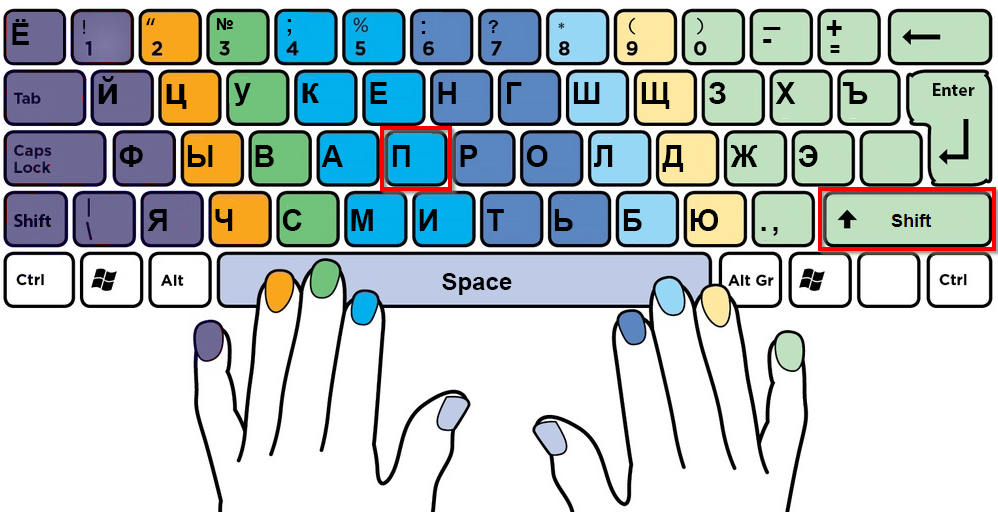 Ё ! 1 “ 2 № 3 ; 4 % 5 : 6 ? 7 * 8 ( 9 ) 0 — - + =
Tab Й Ц У К Е Н Г Ш Щ З Х Ъ Enter
Caps Lock Ф Ы В А П Р О Л Д Ж Э
Shift | \ Я Ч С М И Т Ь Б Ю . , Shift
Ctrl Alt Space Alt Gr Ctrl